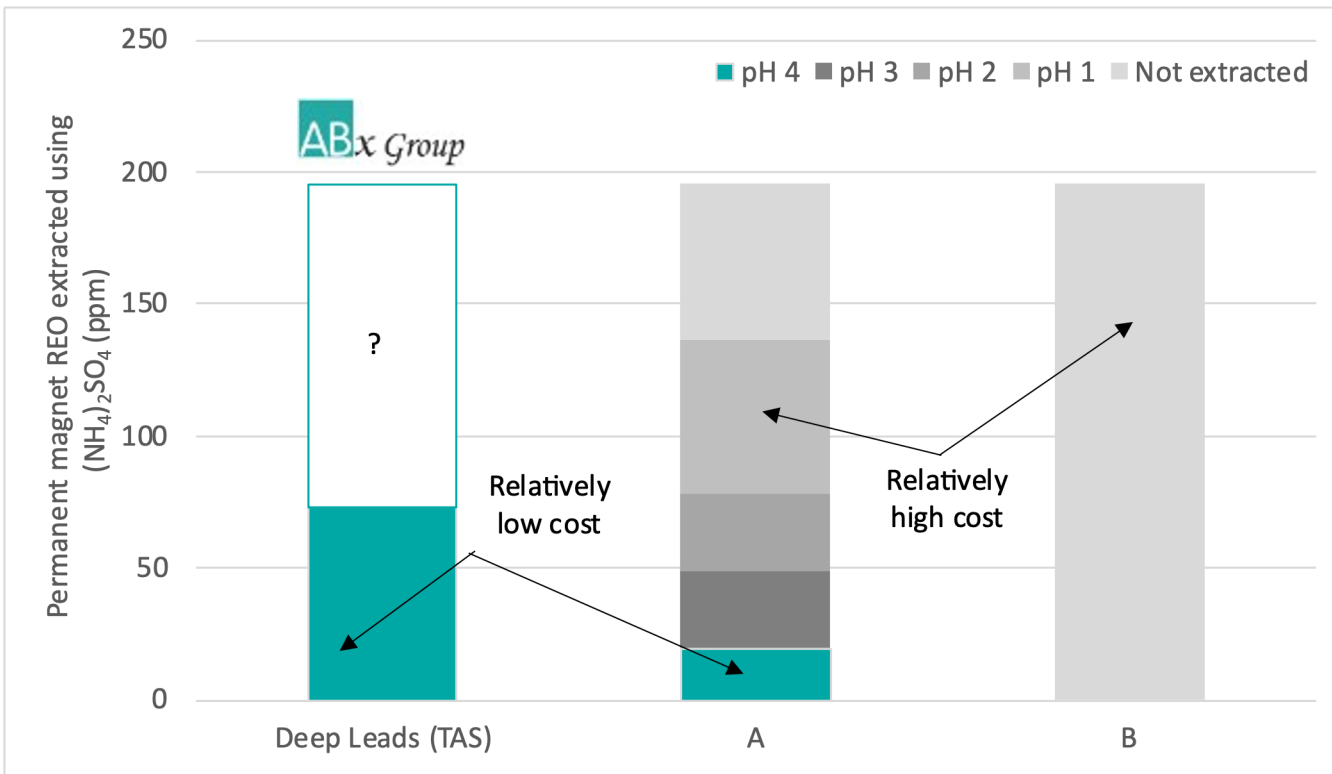 250
pH 4 pH 3 pH 2 pH 1 Not extracted
ABx Group
200
150
100
50
0
Permanent magnet REO extracted using
(NH₄)₂SO₄ (ppm)
?
Relatively
low cost
Relatively
high cost
Deep Leads (TAS) A B